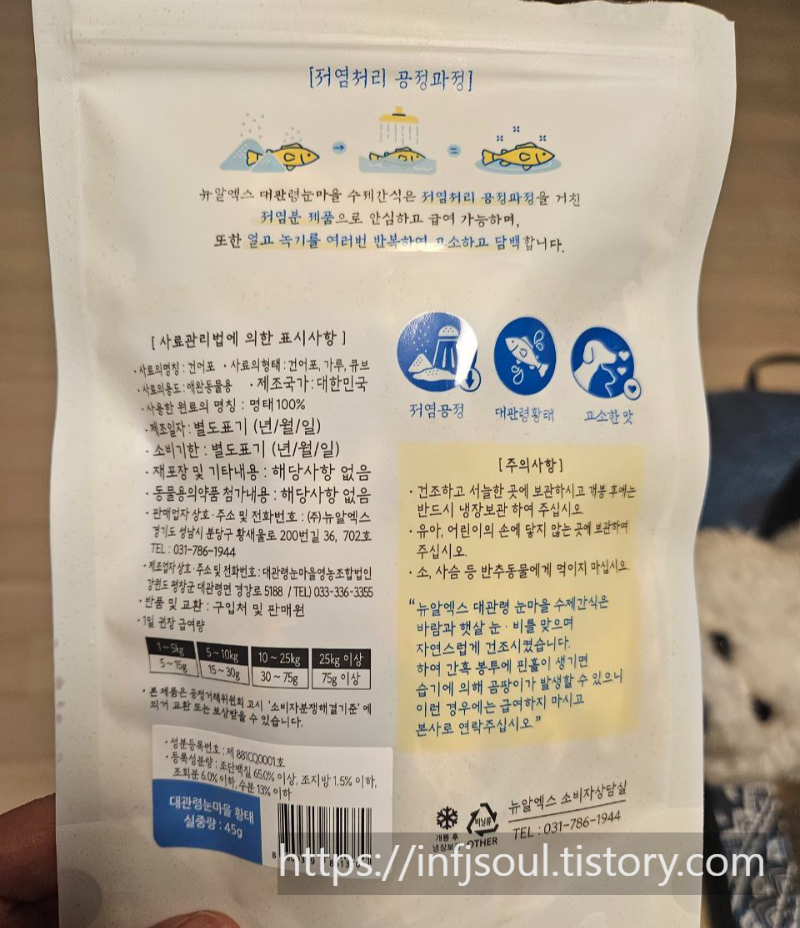 [저염처리 공정과정]
뉴알엑스 대관령눈마을 수제간식은 저염처리 공정과정을 거친
저염분 제품으로 안심하고 급여 가능하며,
또한 얼고 녹기를 여러번 반복하여 고소하고 담백합니다.
[사료관리법에 의한 표시사항]
· 사료의명칭 : 건어포 · 사료의형태 : 건어포, 가루, 큐브
· 사료의용도 : 애완동물용 · 제조국가 : 대한민국
· 사용한 원료의 명칭 : 명태100%
· 제조일자 : 별도표기 (년/월/일)
· 소비기한 : 별도표기 (년/월/일)
· 재포장 및 기타내용 : 해당사항 없음
· 동물용의약품 첨가내용 : 해당사항 없음
· 판매업자 상호·주소 및 전화번호 : (주)뉴알엑스
경기도 성남시 분당구 황새울로 200번길 36, 702호
TEL : 031-786-1944
· 제조업자 상호·주소 및 전화번호 : 대관령눈마을영농조합법인
강원도 평창군 대관령면 경강로 5188 / TEL) 033-336-3355
· 반품 및 교환 : 구입처 및 판매원
· 1일 권장 급여량
1~5kg 5~10kg 10~25kg 25kg 이상
5~15g 15~30g 30~75g 75g 이상
· 본 제품은 공정거래위원회 고시 '소비자분쟁해결기준'에
의거 교환 또는 보상받을 수 있습니다.
· 성분등록번호 : 제 881CQ0001호
· 등록성분량 : 조단백질 65.0% 이상, 조지방 1.5% 이하,
조회분 6.0% 이하, 수분 13% 이하
대관령눈마을 황태
실중량 : 45g
8
저염공정
대관령황태
고소한 맛
[주의사항]
· 건조하고 서늘한 곳에 보관하시고 개봉 후에는
반드시 냉장보관 하여 주십시오
· 유아, 어린이의 손에 닿지 않는 곳에 보관하여
주십시오.
· 소, 사슴 등 반추동물에게 먹이지 마십시오.
“뉴알엑스 대관령 눈마을 수제간식은
바람과 햇살 눈·비를 맞으며
자연스럽게 건조시켰습니다.
하여 간혹 봉투에 핀홀이 생기면
습기에 의해 곰팡이가 발생할 수 있으니
이런 경우에는 급여하지 마시고
본사로 연락주십시오.”
개봉 후
냉장보
비닐류
OTHER
뉴알엑스 소비자상담실
TEL : 031-786-1944
https://infjsoul.tistory.com